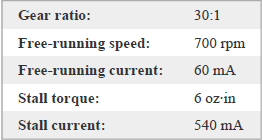 Gear ratio: 30:1
Free-running speed: 700 rpm
Free-running current: 60 mA
Stall torque: 6 oz·in
Stall current: 540 mA